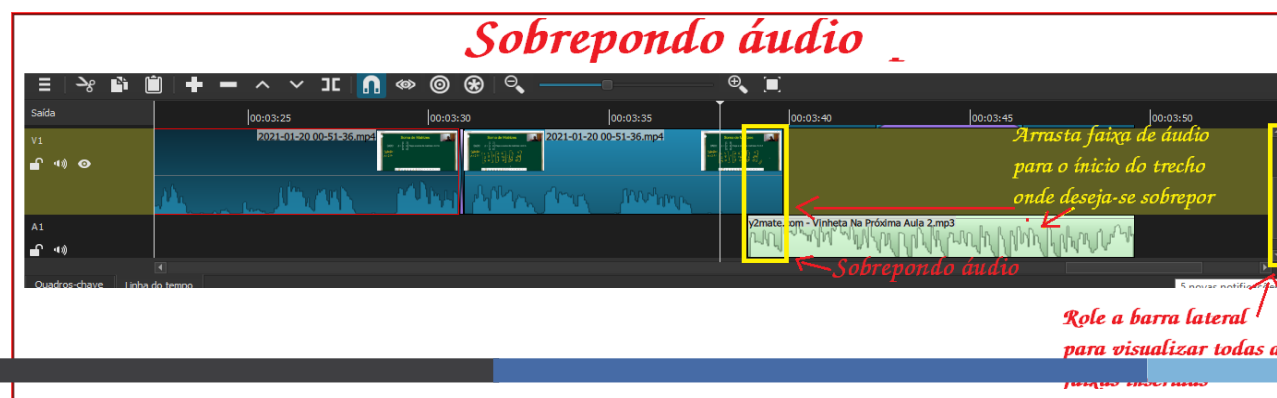 Sobrepondo áudio
Saída
00:03:25
00:03:30
00:03:35
00:03:40
00:03:45
00:03:50
V1
2021-01-20 00-51-36.mp4
2021-01-20 00-51-36.mp4
Arrasta faixa de áudio
para o ínicio do trecho
onde deseja-se sobrepor
A1
y2mate.com - Vinheta Na Próxima Aula 2.mp3
Sobrepondo áudio
Quadros-chave
Linha do tempo
5 novas
Role a barra lateral
para visualizar todas